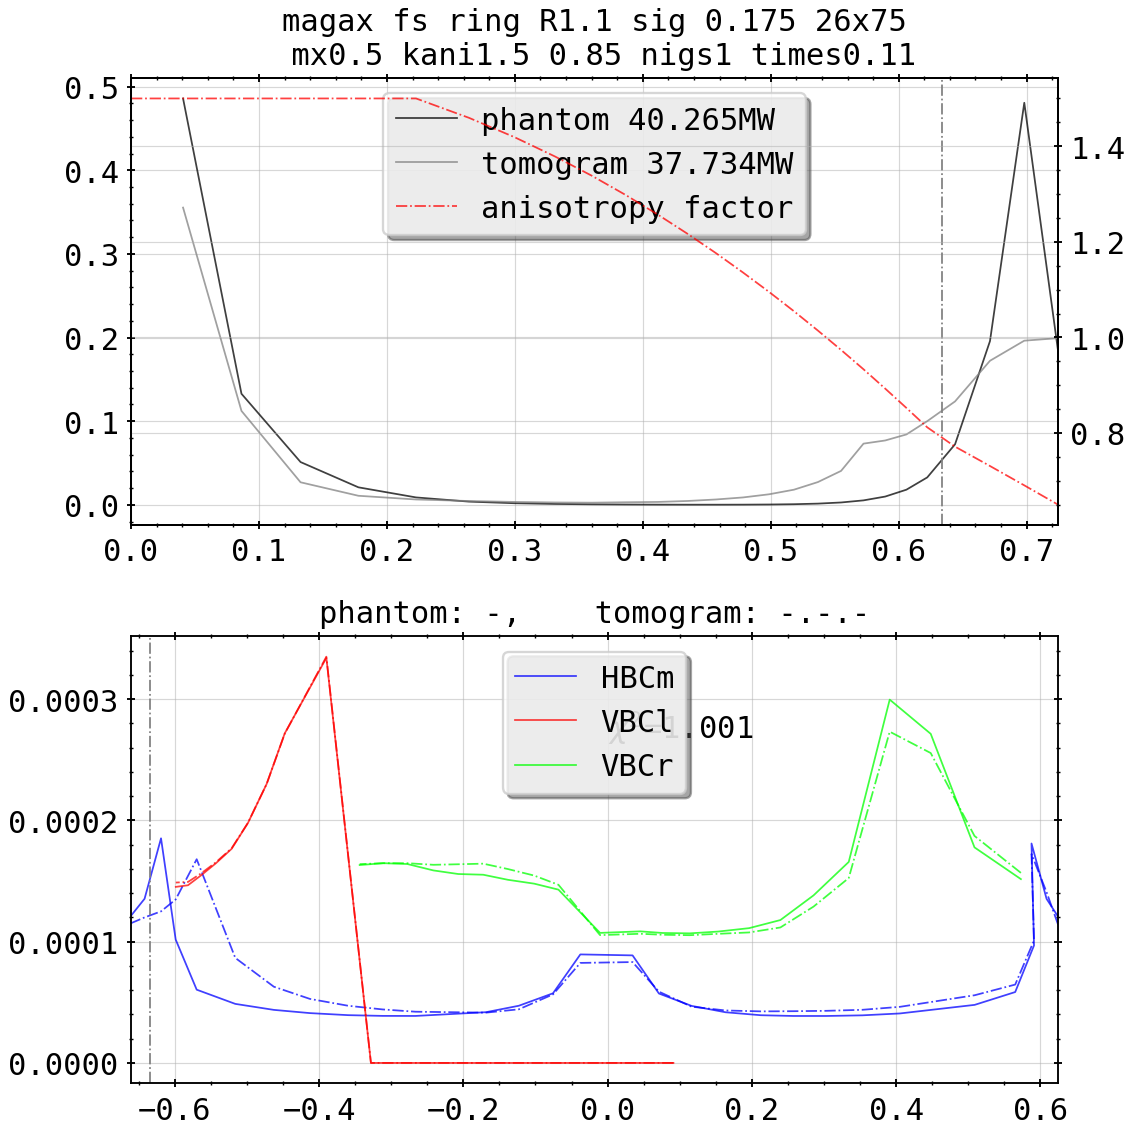 magax fs ring R1.1 sig 0.175 26x75
mx0.5 kani1.5 0.85 nigs1 times0.11
phantom 40.265MW
tomogram 37.734MW
anisotropy factor
0.5
0.4
0.3
0.2
0.1
0.0
1.4
1.2
1.0
0.8
0.0 0.1 0.2 0.3 0.4 0.5 0.6 0.7
phantom: -,    tomogram: -.-.-
HBCm
VBCl
VBCr
1.001
0.0003
0.0002
0.0001
0.0000
−0.6 −0.4 −0.2 0.0 0.2 0.4 0.6